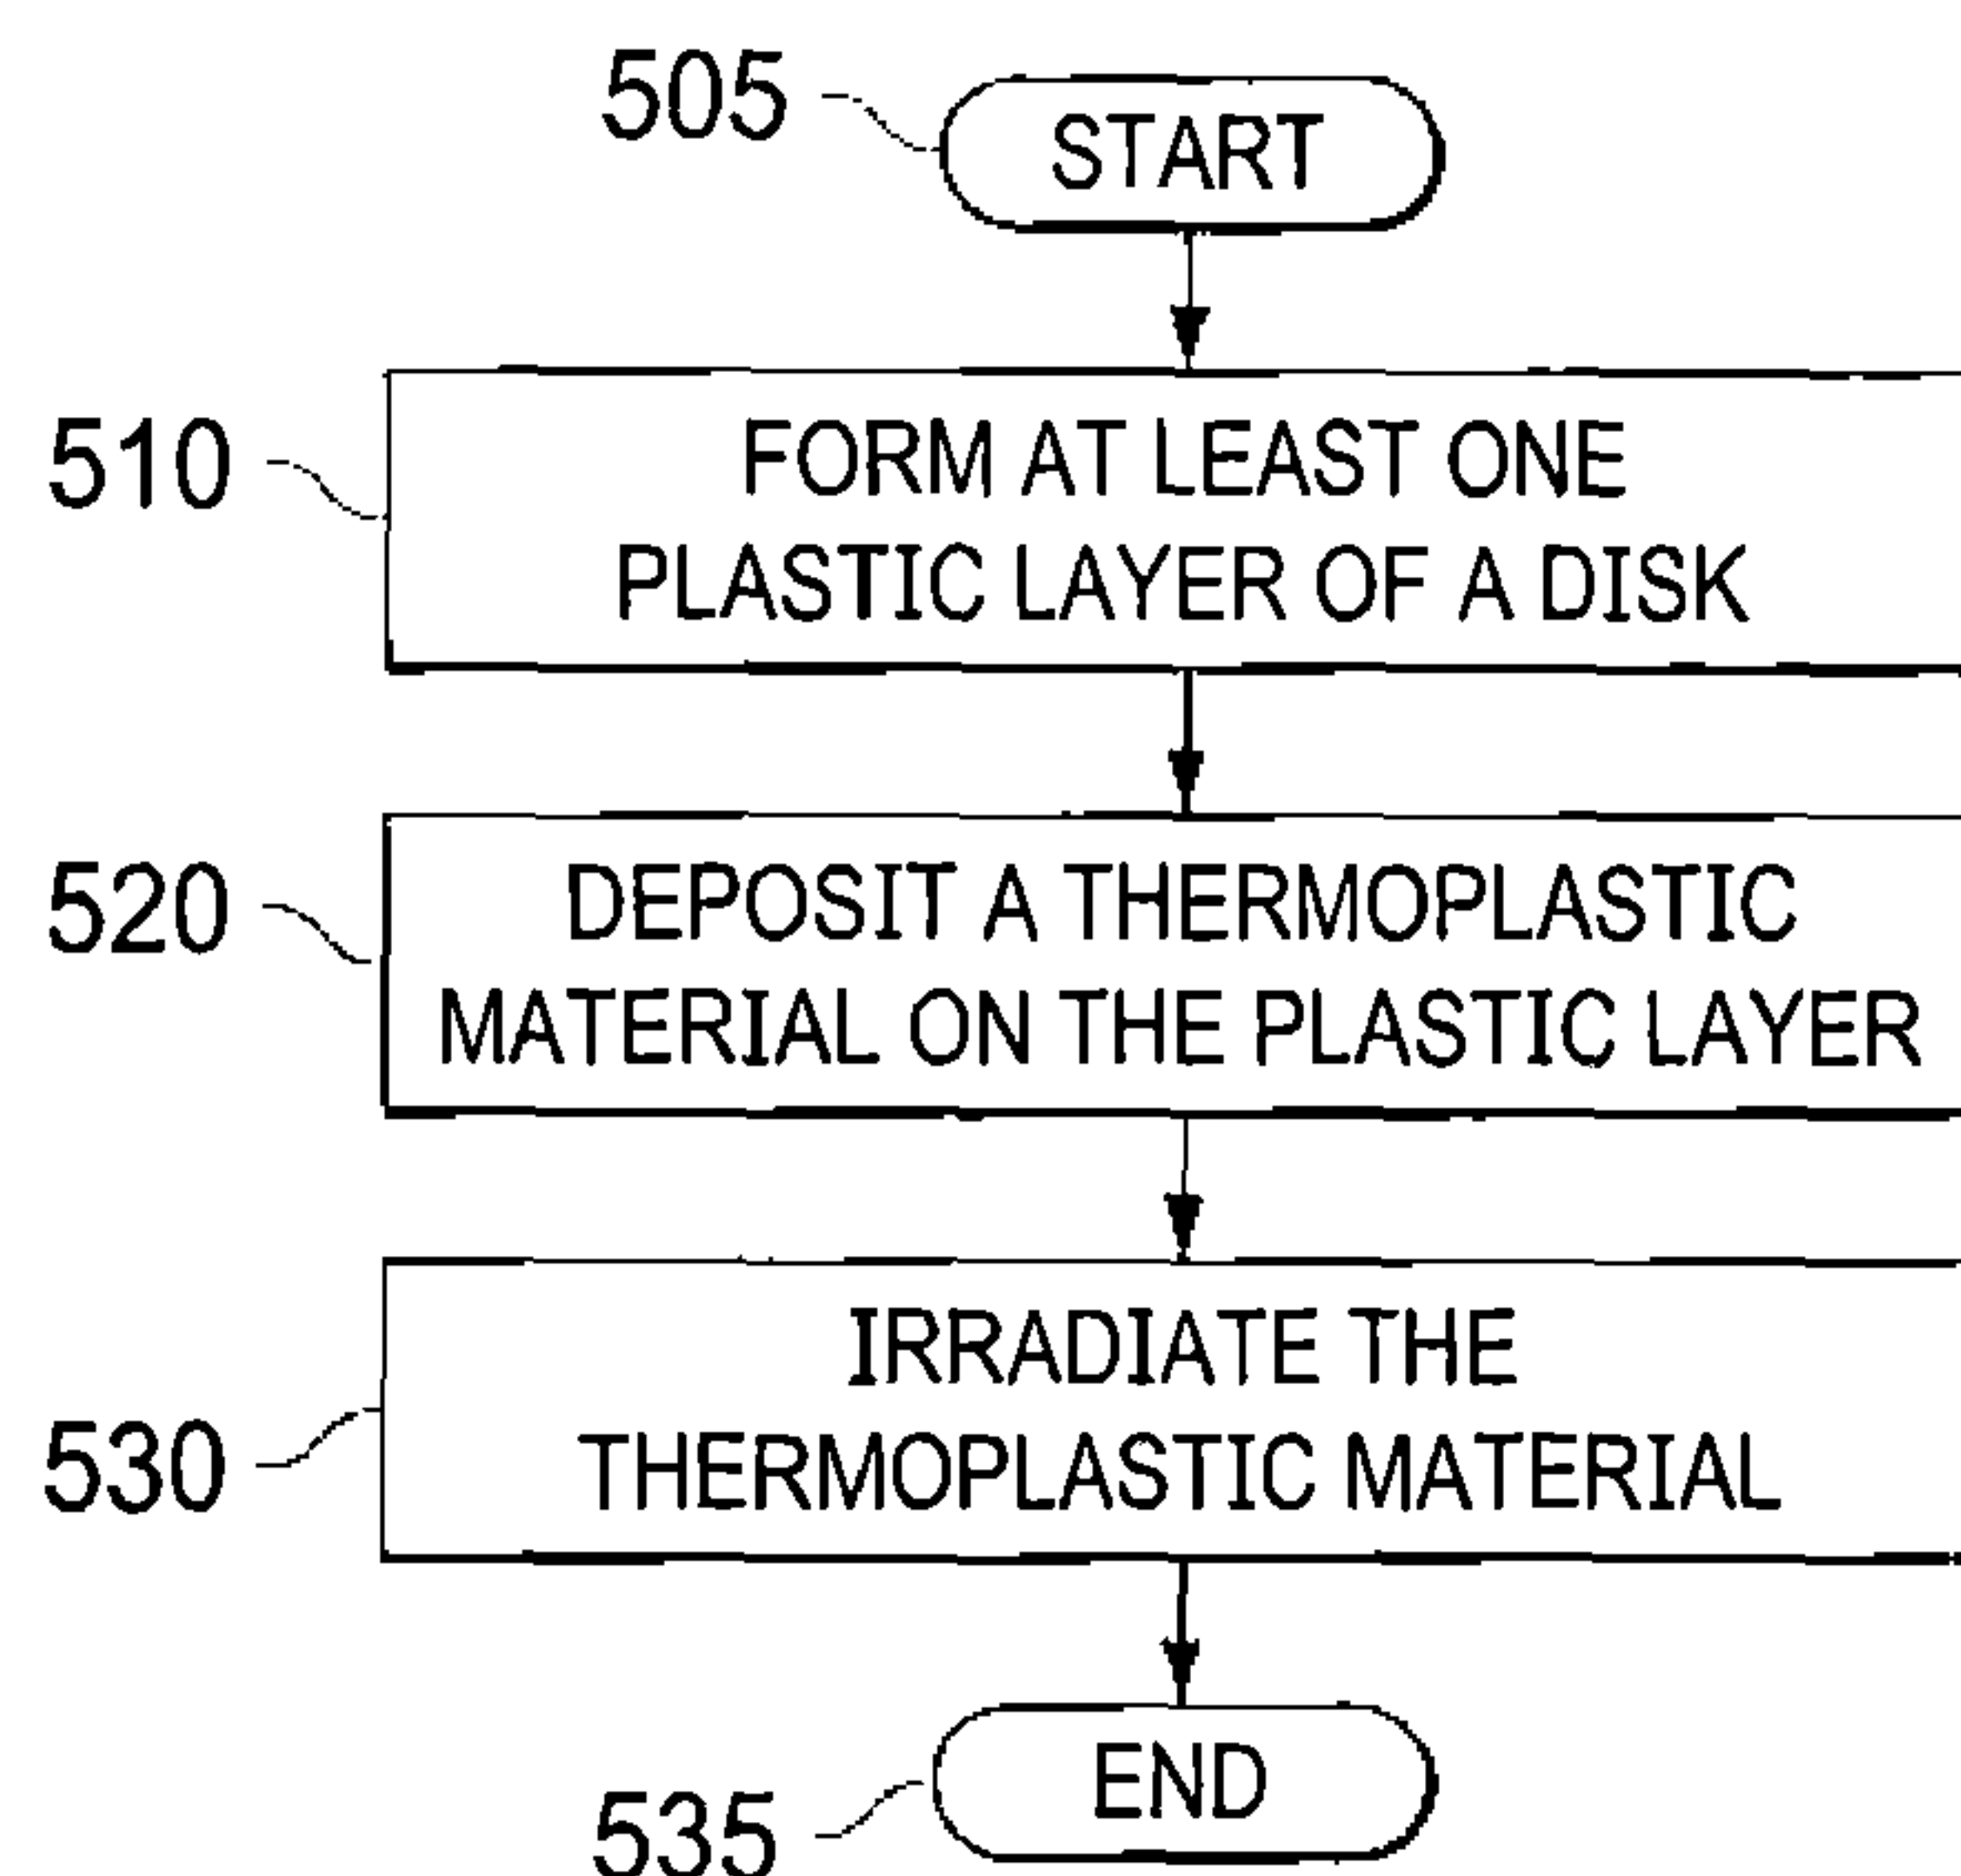 505 START
510 FORM AT LEAST ONE
PLASTIC LAYER OF A DISK
520 DEPOSIT A THERMOPLASTIC
MATERIAL ON THE PLASTIC LAYER
530 IRRADIATE THE
THERMOPLASTIC MATERIAL
535 END